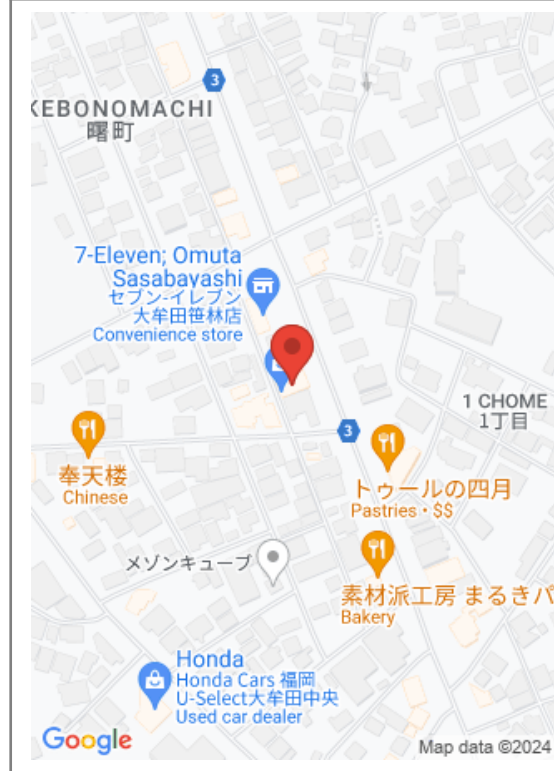 3
KEBONOMACHI
曙町
7-Eleven; Omuta
Sasabayashi
セブン-イレブン
大牟田笹林店
Convenience store
1 CHOME
1丁目
3
奉天楼
Chinese
トゥールの四月
Pastries • $$
メゾンキューブ
素材派工房 まるきパ
Bakery
Honda
Honda Cars 福岡
U-Select大牟田中央
Used car dealer
Google
Map data ©2024